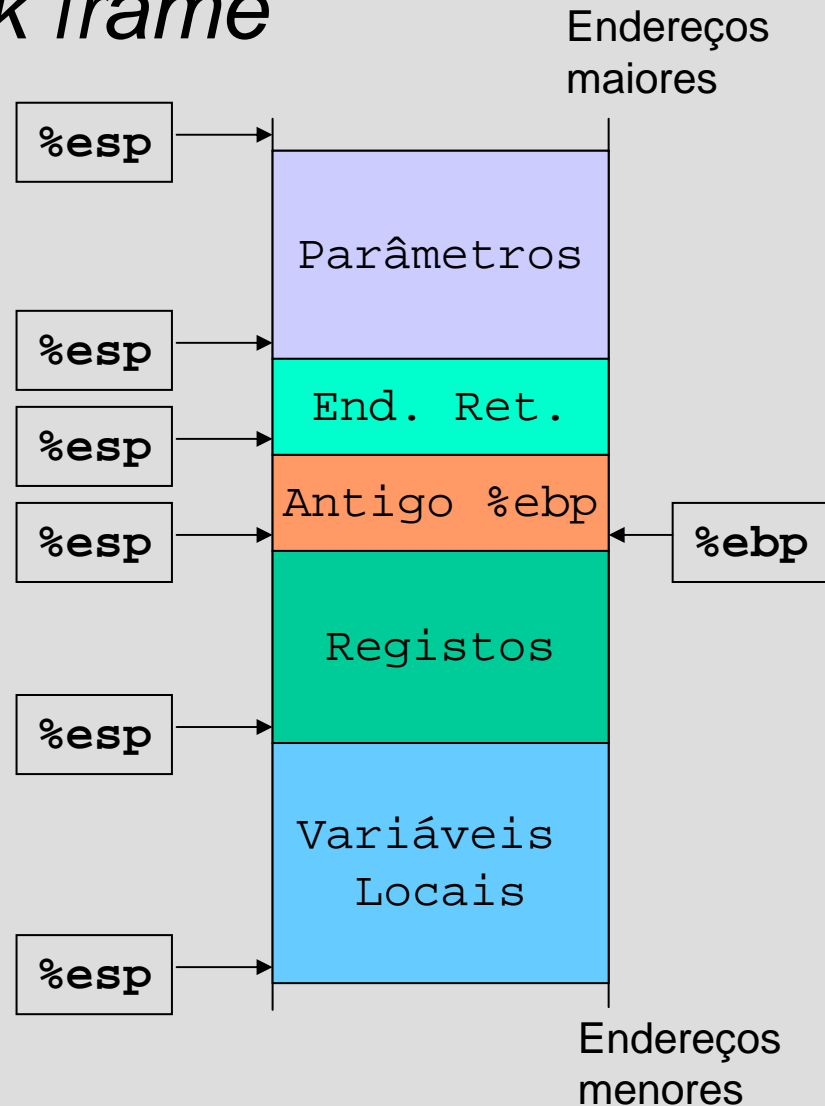 k frame
Endereços
maiores
%esp
Parâmetros
%esp
End. Ret.
%esp
Antigo %ebp
%esp
%ebp
Registos
%esp
Variáveis
Locais
%esp
Endereços
menores